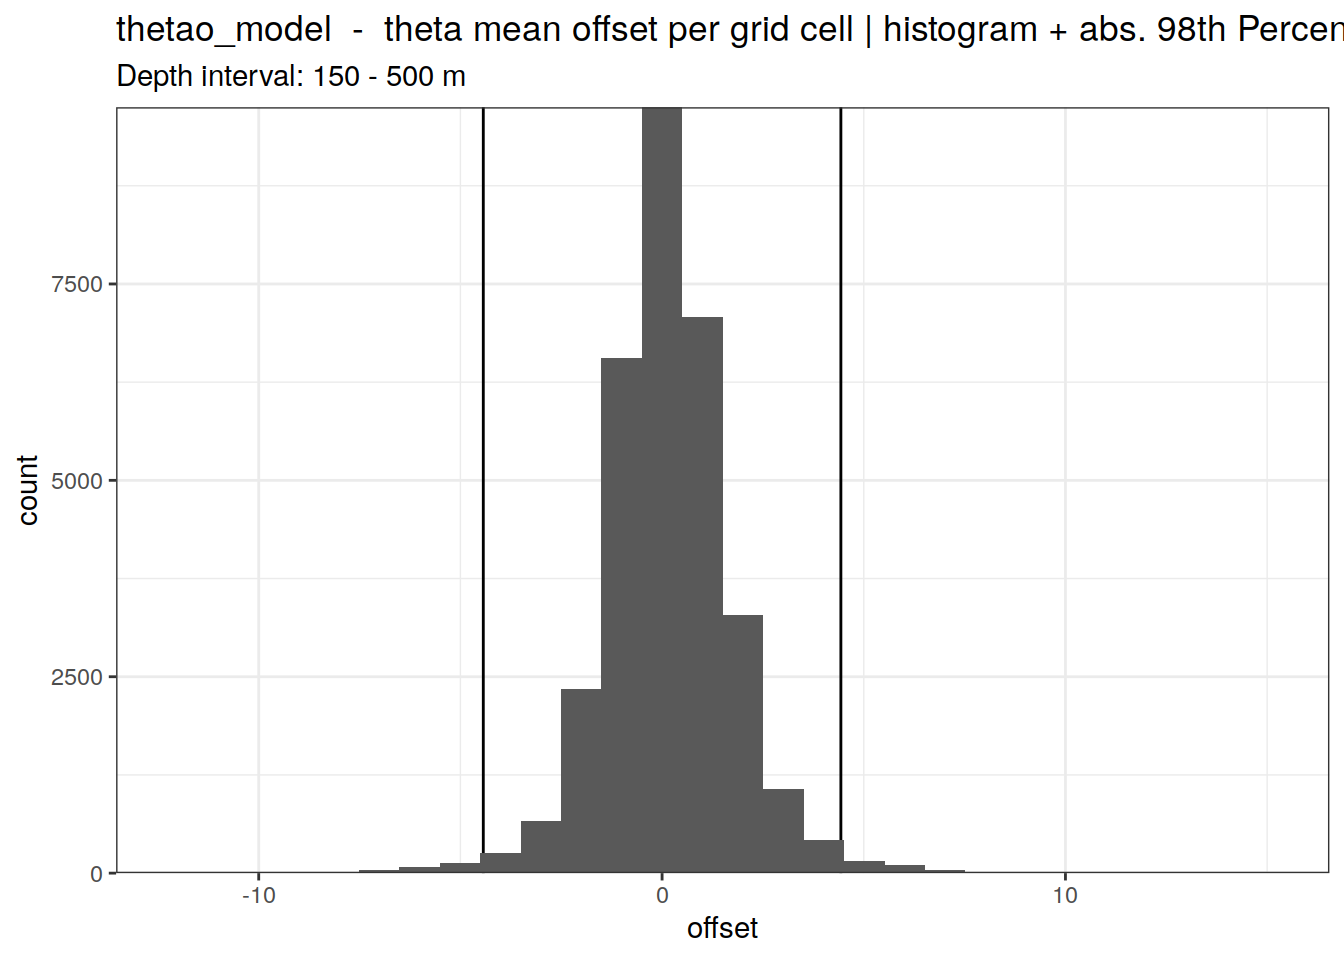 thetao_model - theta mean offset per grid cell | histogram + abs. 98th Percen
Depth interval: 150 - 500 m
7500
5000
2500
0
count
-10
0
10
offset